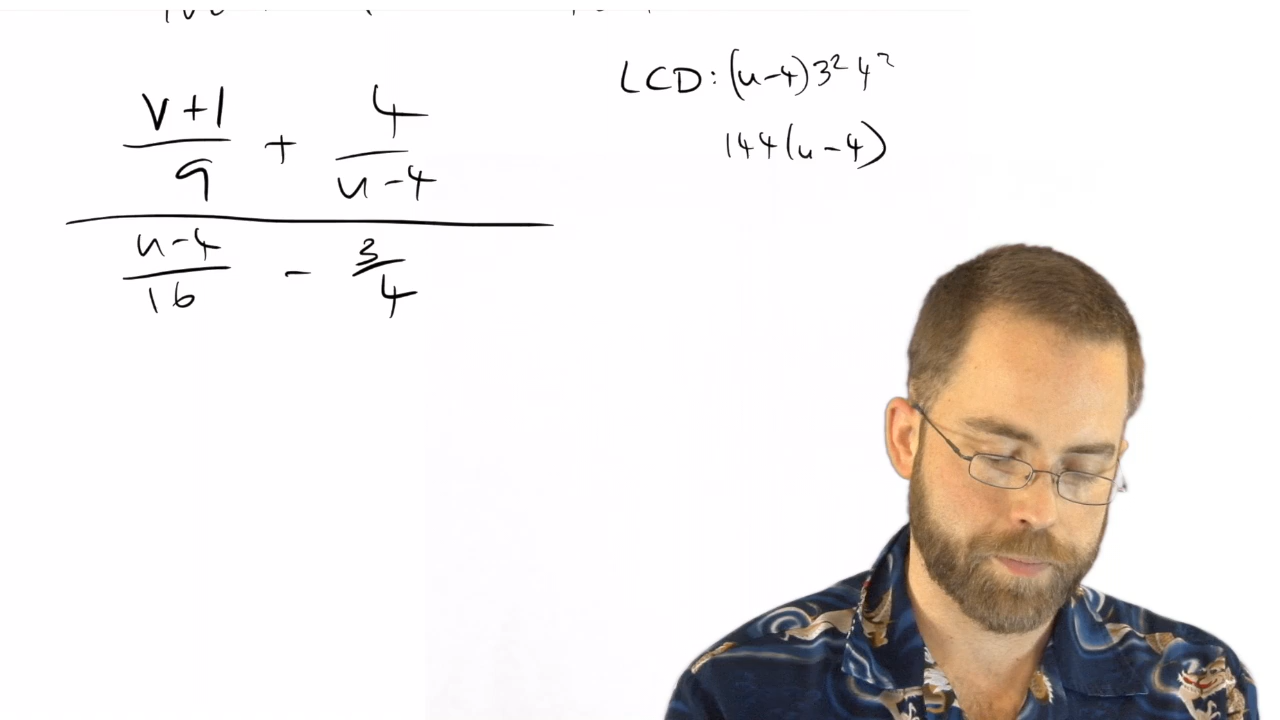 v+1 4
9 + u-4
u-4 3
16 - 4
LCD: (u-4)3² 4²
144(u-4)